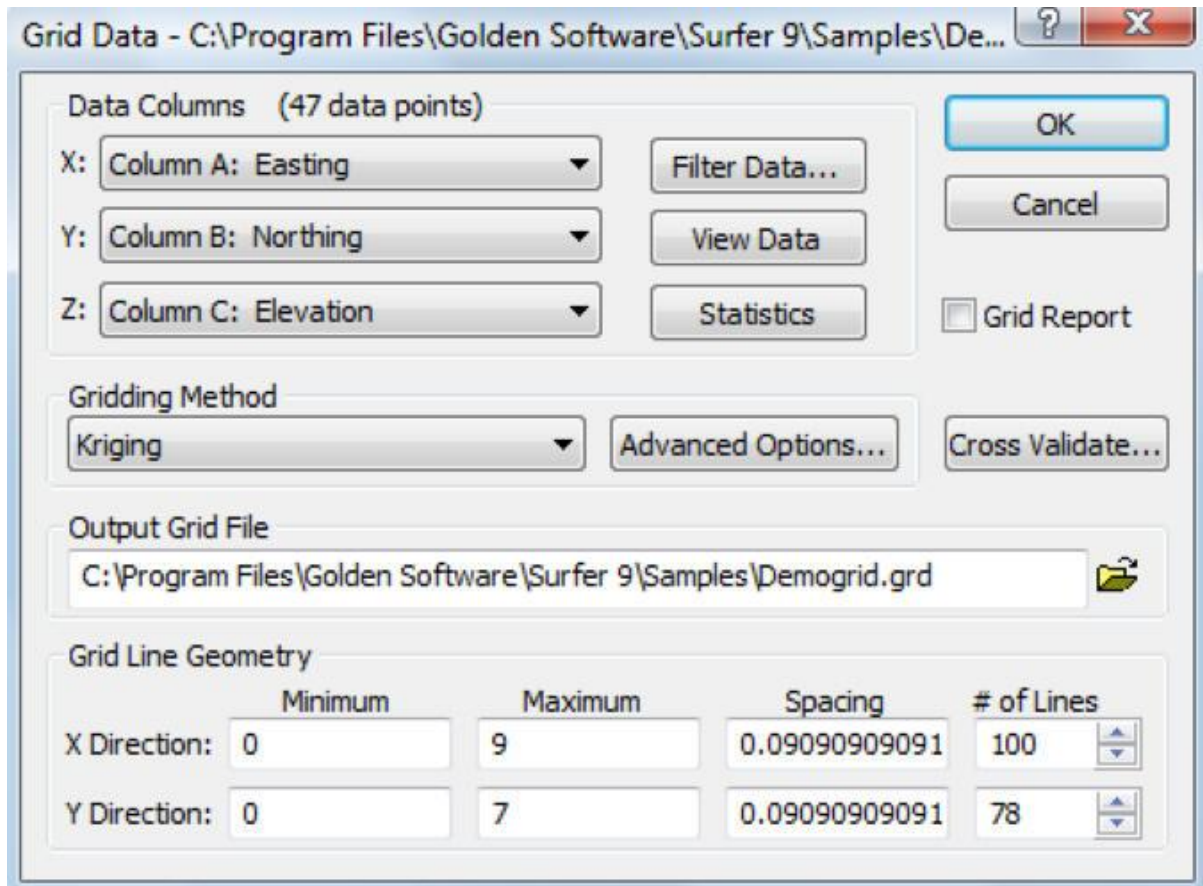 Grid Data - C:\Program Files\Golden Software\Surfer 9\Samples\De...
Data Columns (47 data points)
X: Column A: Easting
Filter Data...
OK
Y: Column B: Northing
View Data
Cancel
Z: Column C: Elevation
Statistics
Grid Report
Gridding Method
Kriging
Advanced Options...
Cross Validate...
Output Grid File
C:\Program Files\Golden Software\Surfer 9\Samples\Demogrid.grd
Grid Line Geometry
Minimum Maximum Spacing # of Lines
X Direction: 0 9 0.09090909091 100
Y Direction: 0 7 0.09090909091 78